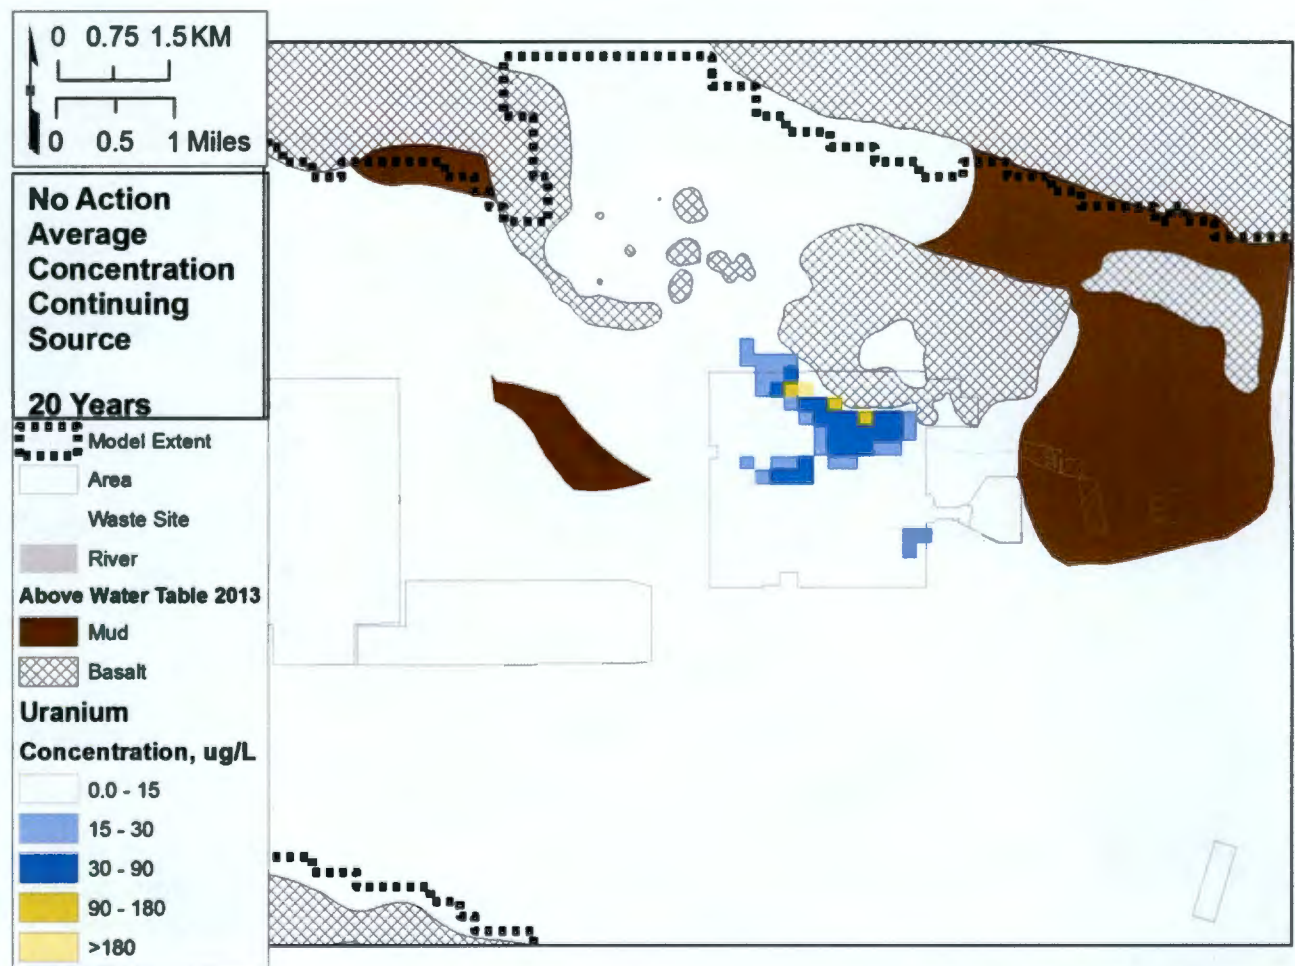 0 0.75 1.5 KM
0 0.5 1 Miles
No Action
Average
Concentration
Continuing
Source
20 Years
Model Extent
Area
Waste Site
River
Above Water Table 2013
Mud
Basalt
Uranium
Concentration, ug/L
0.0 - 15
15 - 30
30 - 90
90 - 180
>180